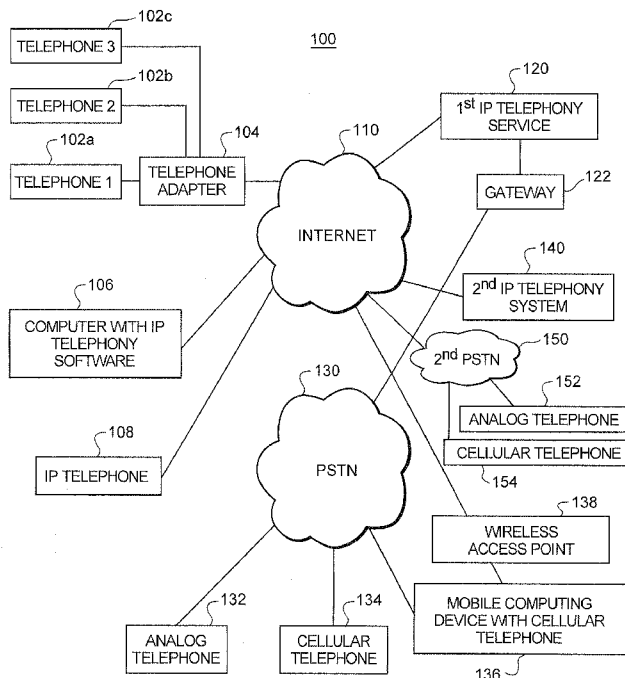 102c
TELEPHONE 3
102b
TELEPHONE 2
102a
TELEPHONE 1
104
TELEPHONE
ADAPTER
100
110
INTERNET
120
1st IP TELEPHONY
SERVICE
GATEWAY
122
140
2nd IP TELEPHONY
SYSTEM
106
COMPUTER WITH IP
TELEPHONY
SOFTWARE
150
2nd PSTN
152
ANALOG TELEPHONE
CELLULAR TELEPHONE
154
108
IP TELEPHONE
130
PSTN
138
WIRELESS
ACCESS POINT
132
ANALOG
TELEPHONE
134
CELLULAR
TELEPHONE
MOBILE COMPUTING
DEVICE WITH CELLULAR
TELEPHONE
136